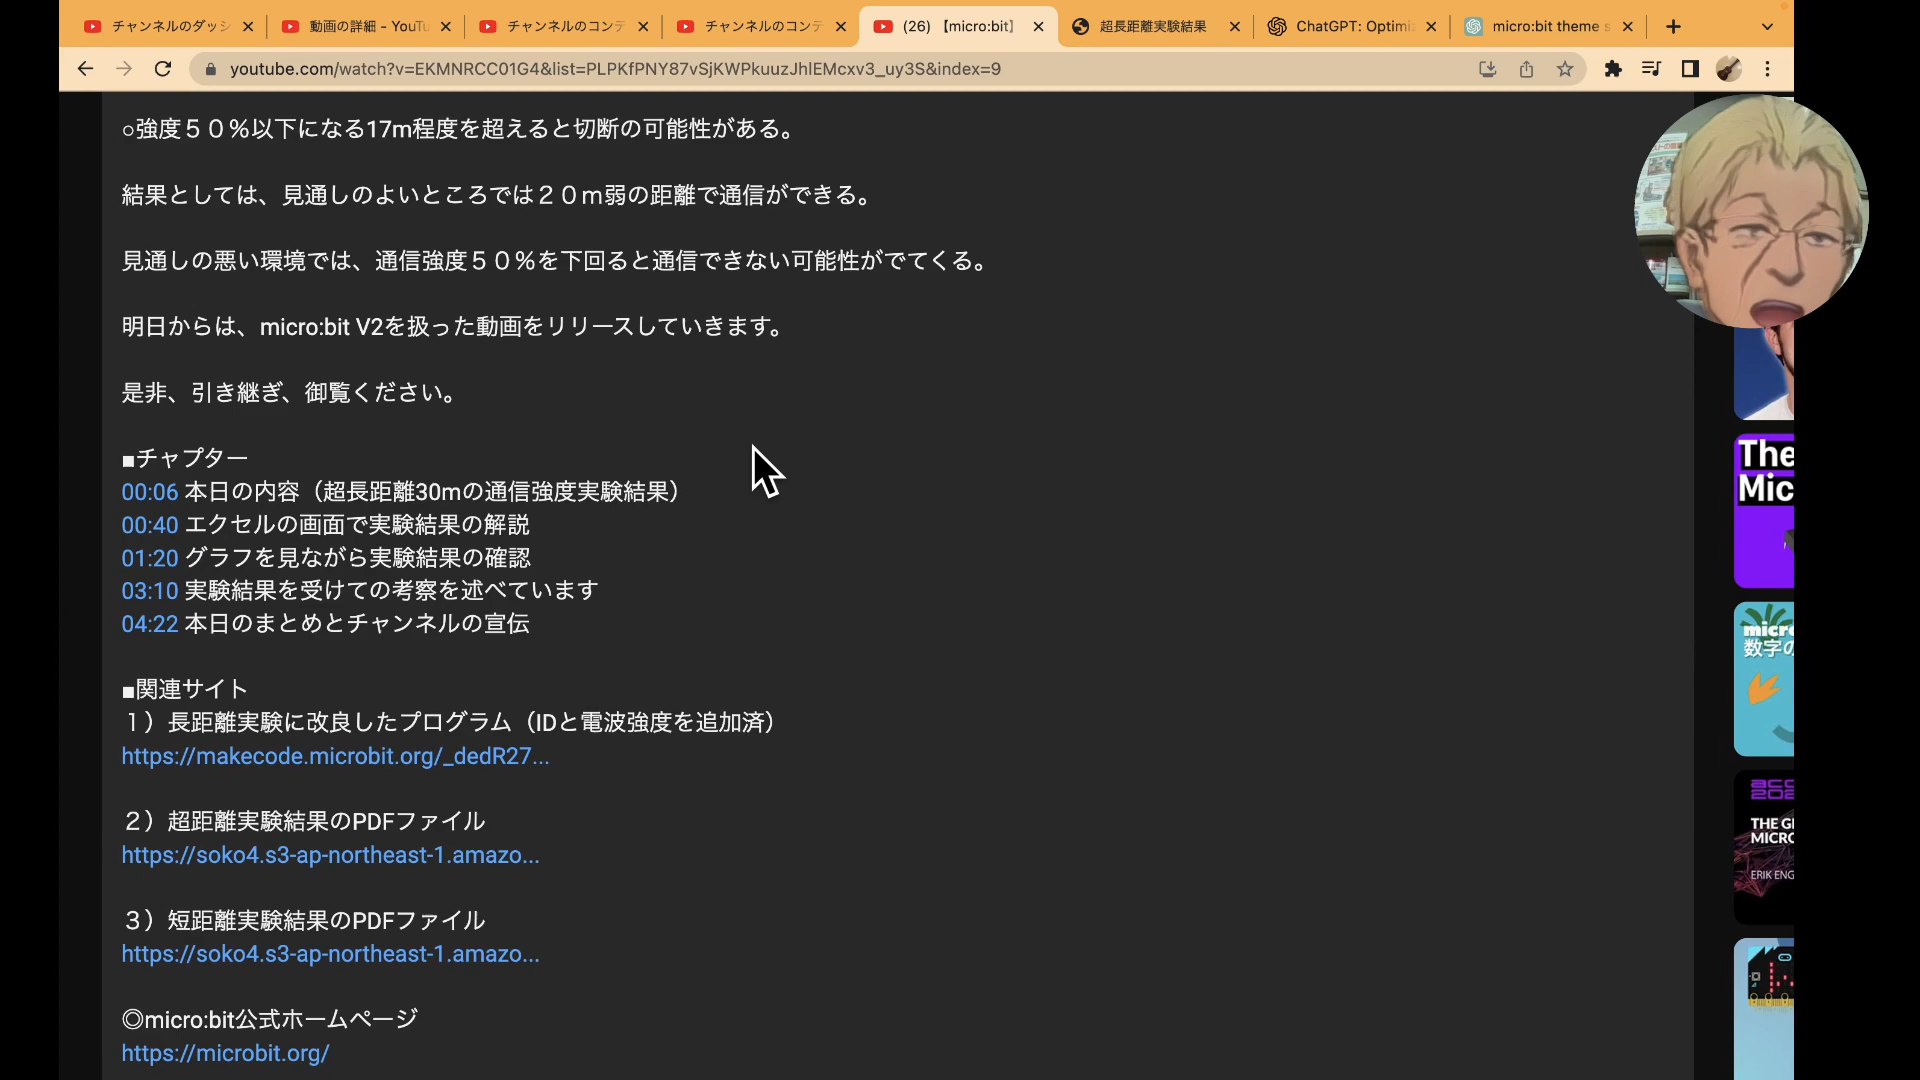 チャンネルのダッシ
動画の詳細 - YouTu
チャンネルのコンテ
チャンネルのコンテ
(26) 【micro:bit】
超長距離実験結果
ChatGPT: Optimi
micro:bit theme s
youtube.com/watch?v=EKMNRCC01G4&list=PLPKfPNY87vSjKWPkuuzJhlEMcxv3_uy3S&index=9
○強度５０％以下になる17m程度を超えると切断の可能性がある。
結果としては、見通しのよいところでは２０ｍ弱の距離で通信ができる。
見通しの悪い環境では、通信強度５０％を下回ると通信できない可能性がでてくる。
明日からは、micro:bit V2を扱った動画をリリースしていきます。
是非、引き継ぎ、御覧ください。
■チャプター
00:06 本日の内容（超長距離30mの通信強度実験結果）
00:40 エクセルの画面で実験結果の解説
01:20 グラフを見ながら実験結果の確認
03:10 実験結果を受けての考察を述べています
04:22 本日のまとめとチャンネルの宣伝
■関連サイト
１）長距離実験に改良したプログラム（IDと電波強度を追加済）
https://makecode.microbit.org/_dedR27...
２）超距離実験結果のPDFファイル
https://soko4.s3-ap-northeast-1.amazo...
３）短距離実験結果のPDFファイル
https://soko4.s3-ap-northeast-1.amazo...
◎micro:bit公式ホームページ
https://microbit.org/
The
Mic
micro
数字の
THE G
MICRO
ERIK ENG